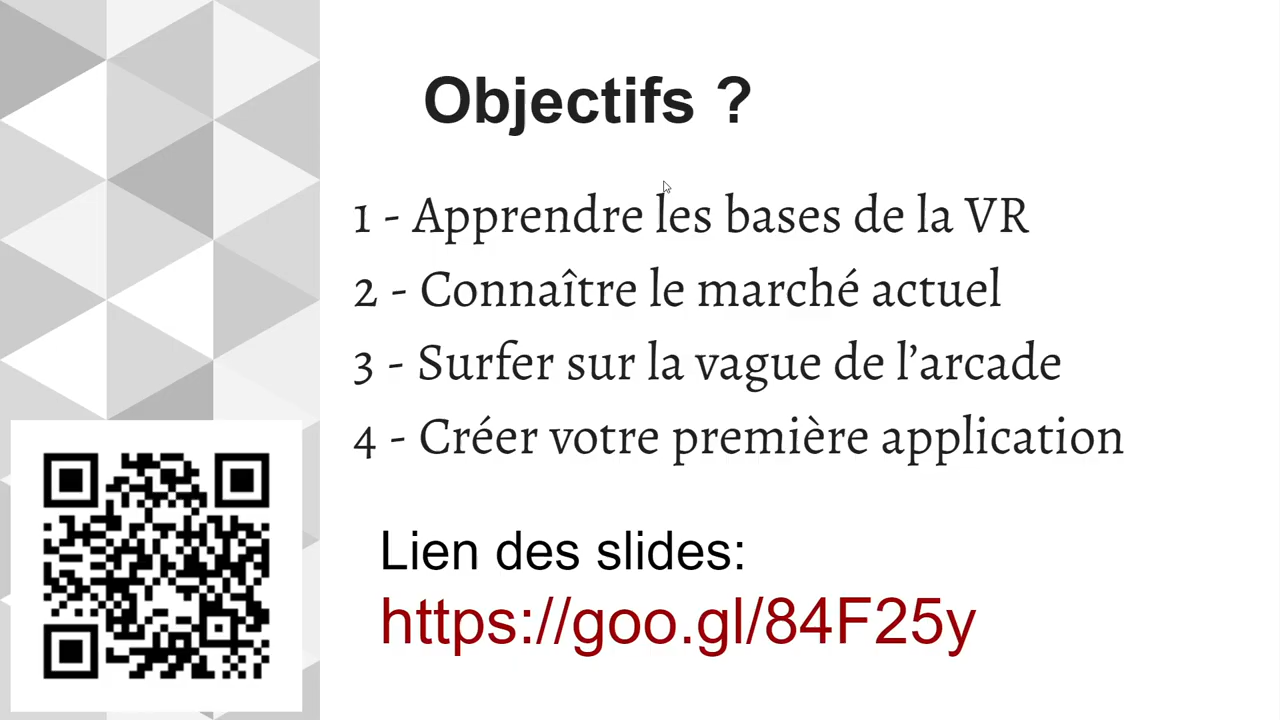 Objectifs ?
1 - Apprendre les bases de la VR
2 - Connaître le marché actuel
3 - Surfer sur la vague de l’arcade
4 - Créer votre première application
Lien des slides:
https://goo.gl/84F25y